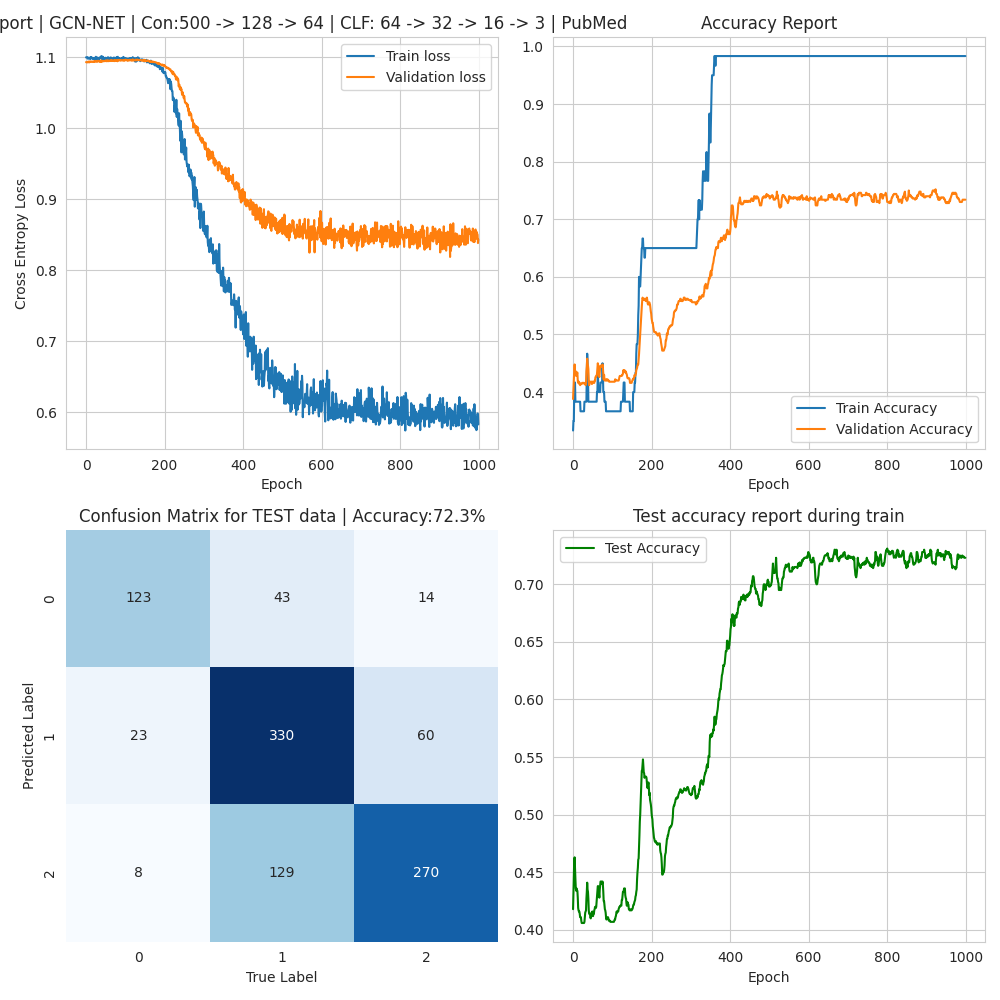 port | GCN-NET | Con:500 -> 128 -> 64 | CLF: 64 -> 32 -> 16 -> 3 | PubMed
Accuracy Report
1.1
1.0
0.9
0.8
0.7
0.6
Cross Entropy Loss
Train loss
Validation loss
0 200 400 600 800 1000
Epoch
1.0
0.9
0.8
0.7
0.6
0.5
0.4
Train Accuracy
Validation Accuracy
0 200 400 600 800 1000
Epoch
Confusion Matrix for TEST data | Accuracy:72.3%
Predicted Label
0 123 43 14
1 23 330 60
2 8 129 270
0 1 2
True Label
Test accuracy report during train
Test Accuracy
0.70
0.65
0.60
0.55
0.50
0.45
0.40
0 200 400 600 800 1000
Epoch